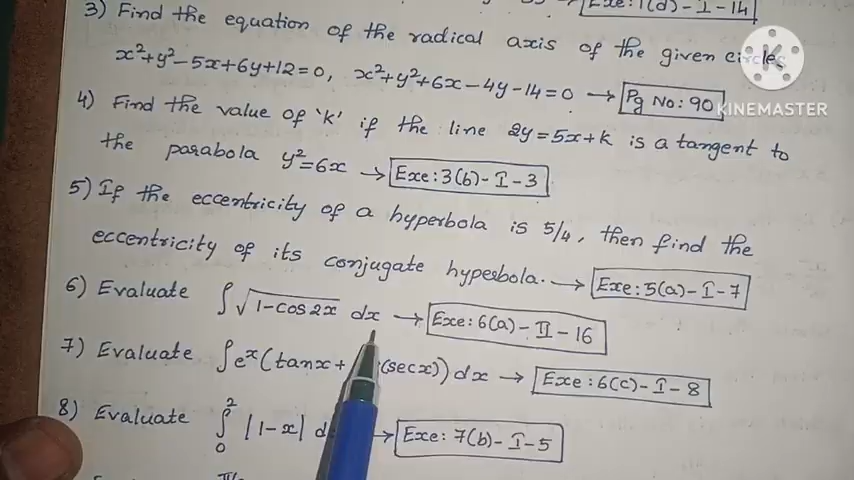 Exe: 1(d) - I - 14
3) Find the equation of the radical axis of the given circles
x²+y²-5x+6y+12=0, x²+y²+6x-4y-14=0 → Pg No: 90
KINEMASTER
4) Find the value of 'k' if the line 2y=5x+k is a tangent to
the parabola y²=6x → Exe: 3(b) - I - 3
5) If the eccentricity of a hyperbola is 5/4, then find the
eccentricity of its conjugate hyperbola. → Exe: 5(a) - I - 7
6) Evaluate ∫√(1-cos2x) dx → Exe: 6(a) - II - 16
7) Evaluate ∫eˣ(tanx+ (secx))dx → Exe: 6(c) - I - 8
8) Evaluate ∫₀² |1-x| d → Exe: 7(b) - I - 5